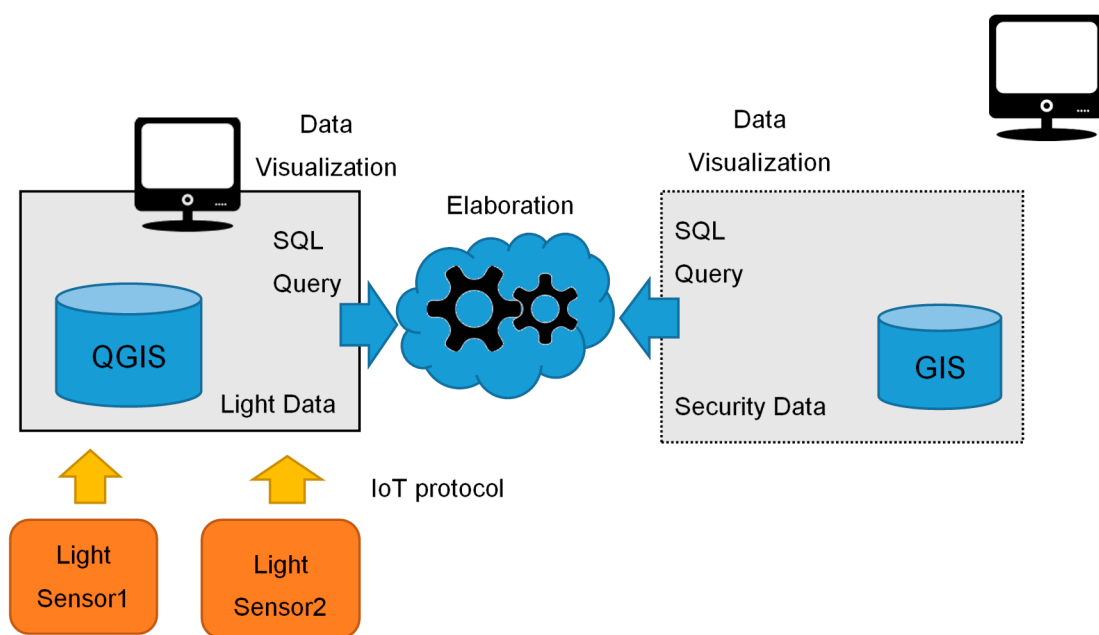 Data
Visualization
SQL
Query
QGIS
Light Data
Elaboration
Data
Visualization
SQL
Query
GIS
Security Data
IoT protocol
Light
Sensor1
Light
Sensor2